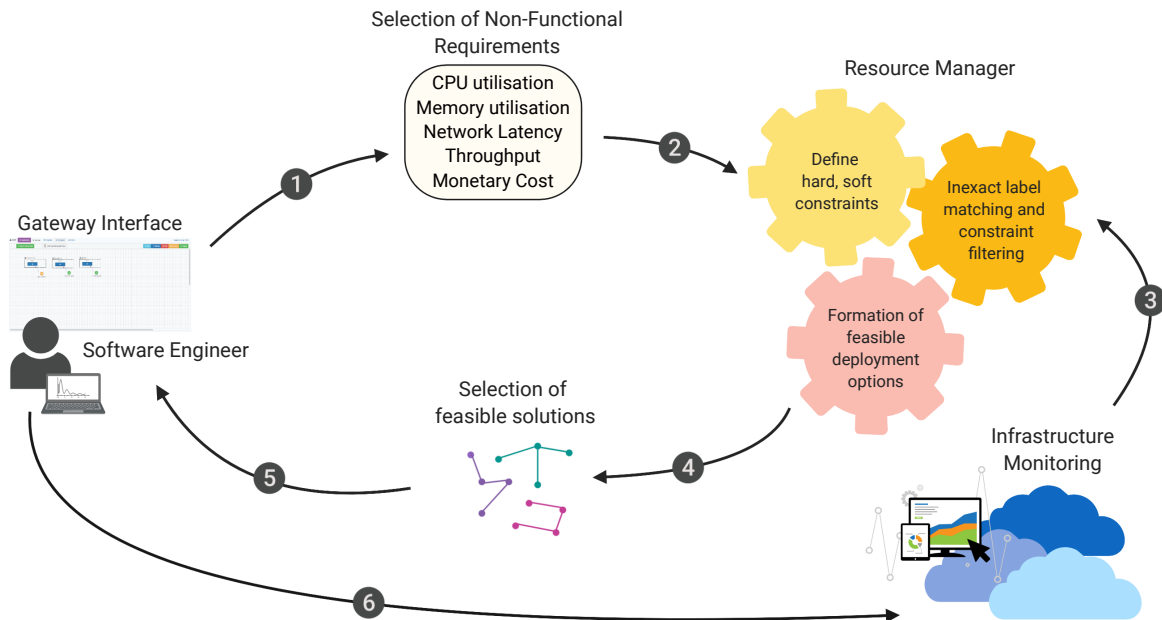 Selection of Non-Functional
Requirements
CPU utilisation
Memory utilisation
Network Latency
Throughput
Monetary Cost
Resource Manager
1
2
Define
hard, soft
constraints
Inexact label
matching and
constraint
filtering
3
Gateway Interface
Software Engineer
Formation of
feasible
deployment
options
Selection of
feasible solutions
4
5
Infrastructure
Monitoring
6